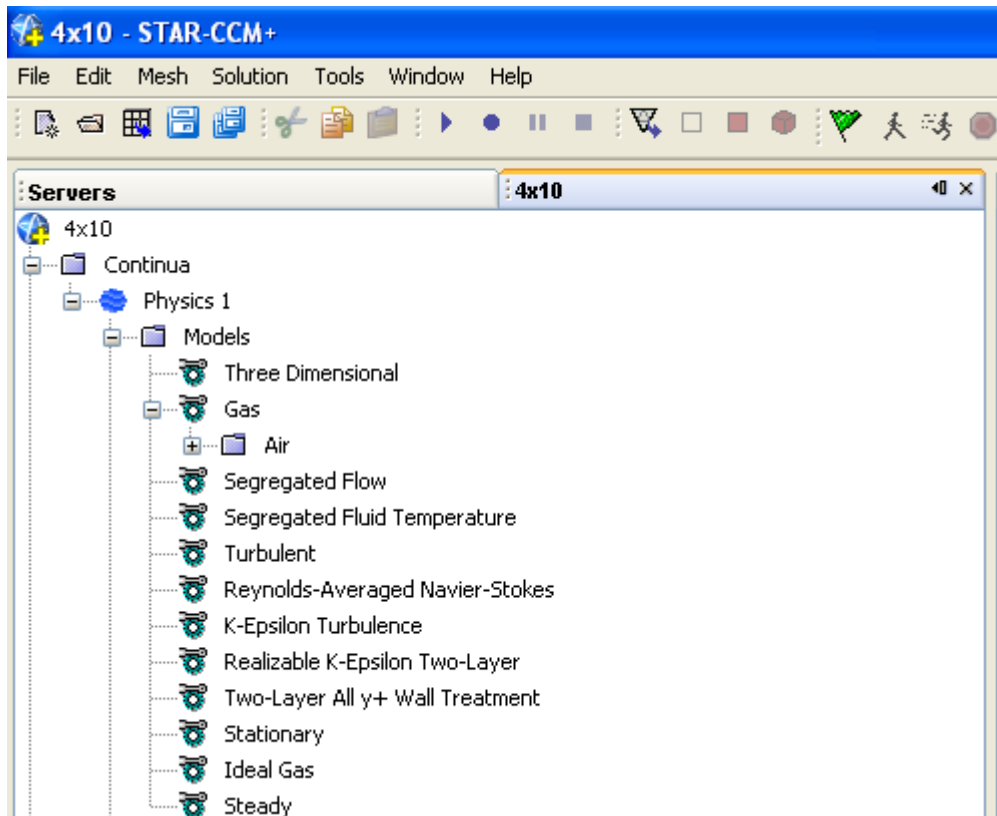 4x10 - STAR-CCM+
File Edit Mesh Solution Tools Window Help
Servers 4x10
4x10
Continua
Physics 1
Models
Three Dimensional
Gas
Air
Segregated Flow
Segregated Fluid Temperature
Turbulent
Reynolds-Averaged Navier-Stokes
K-Epsilon Turbulence
Realizable K-Epsilon Two-Layer
Two-Layer All y+ Wall Treatment
Stationary
Ideal Gas
Steady